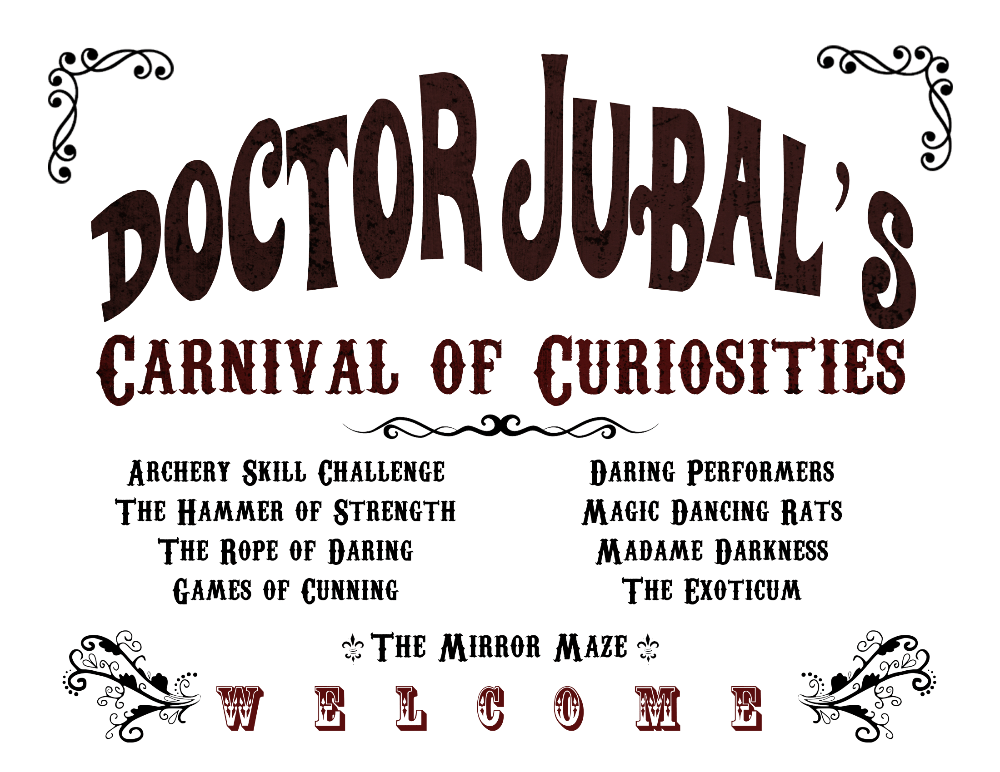 Doctor Jubal's
Carnival of Curiosities
Archery Skill Challenge
The Hammer of Strength
The Rope of Daring
Games of Cunning
Daring Performers
Magic Dancing Rats
Madame Darkness
The Exoticum
The Mirror Maze
WELCOME